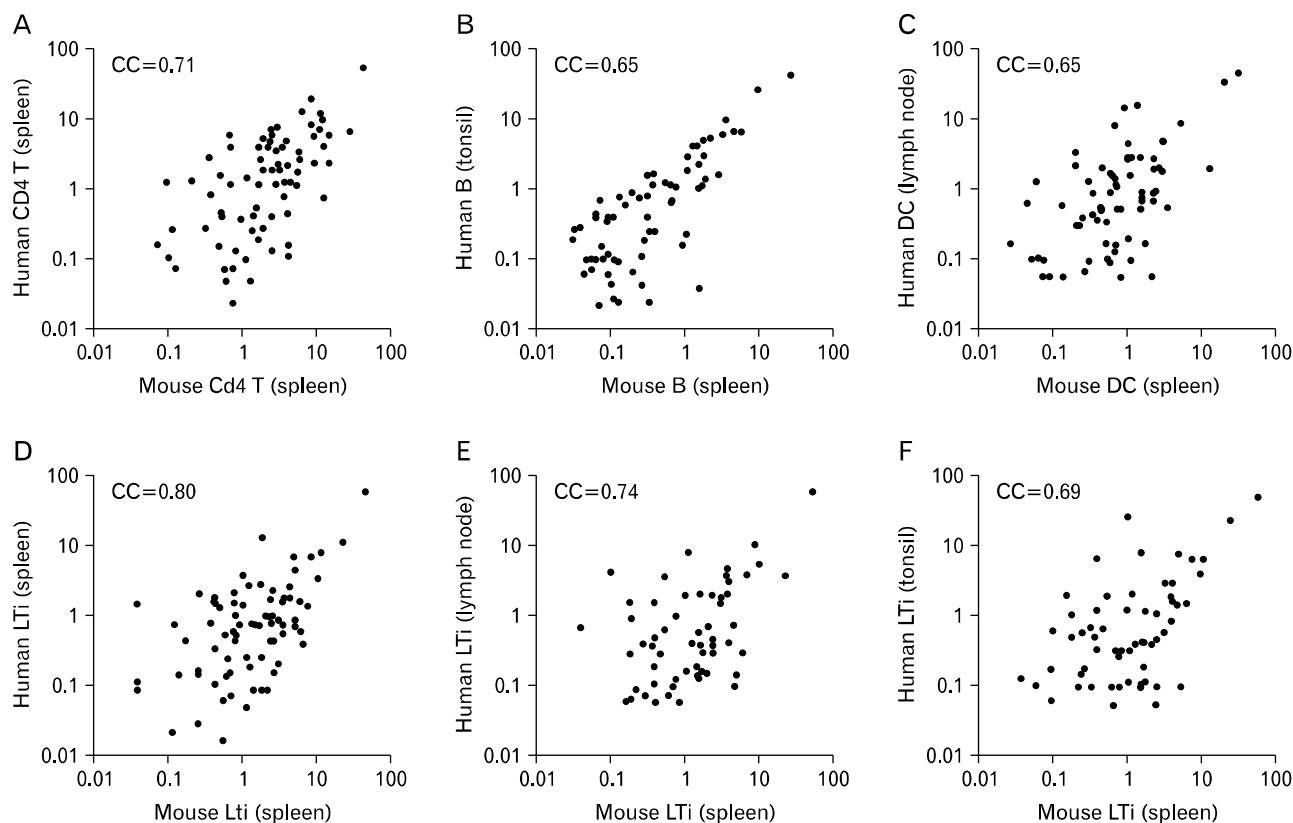 A
CC=0.71
Human CD4 T (spleen)
100
10
1
0.1
0.01
0.01 0.1 1 10 100
Mouse Cd4 T (spleen)
B
CC=0.65
Human B (tonsil)
100
10
1
0.1
0.01
0.01 0.1 1 10 100
Mouse B (spleen)
C
CC=0.65
Human DC (lymph node)
100
10
1
0.1
0.01
0.01 0.1 1 10 100
Mouse DC (spleen)
D
CC=0.80
Human LTi (spleen)
100
10
1
0.1
0.01
0.01 0.1 1 10 100
Mouse Lti (spleen)
E
CC=0.74
Human LTi (lymph node)
100
10
1
0.1
0.01
0.01 0.1 1 10 100
Mouse LTi (spleen)
F
CC=0.69
Human LTi (tonsil)
100
10
1
0.1
0.01
0.01 0.1 1 10 100
Mouse LTi (spleen)